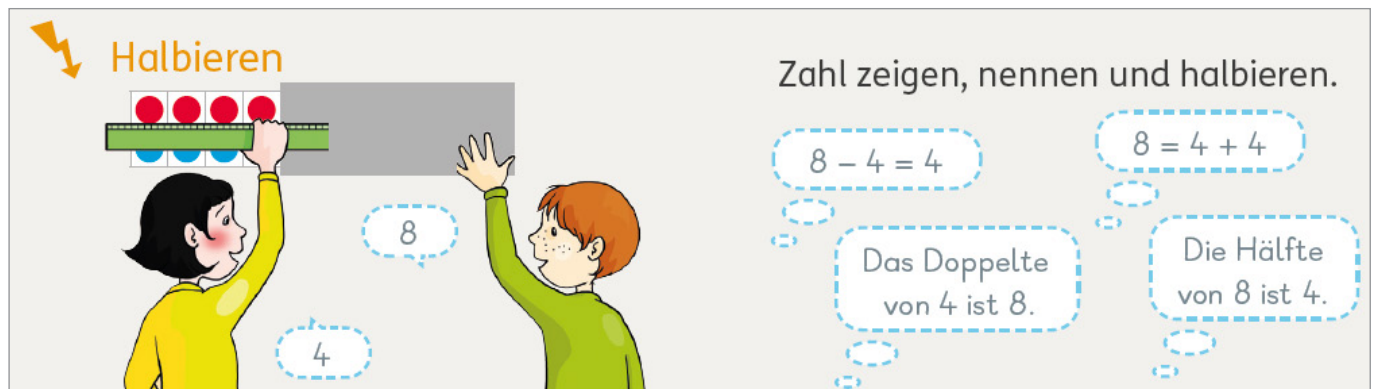 Halbieren
Zahl zeigen, nennen und halbieren.
8 – 4 = 4
8 = 4 + 4
8
Das Doppelte
von 4 ist 8.
Die Hälfte
von 8 ist 4.
4